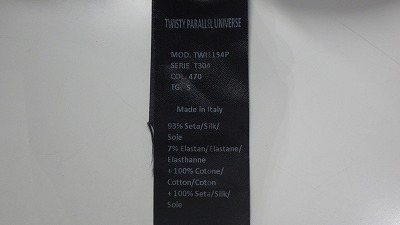 TWISTY PARALLEL UNIVERSE
MOD. TWI1154P
SERIE T304
COL. 470
TG. S
Made in Italy
93% Seta/Silk/
Soie
7% Elastan/Elastane/
Elasthanne
+ 100% Cotone/
Cotton/Coton
+ 100% Seta/Silk/
Soie